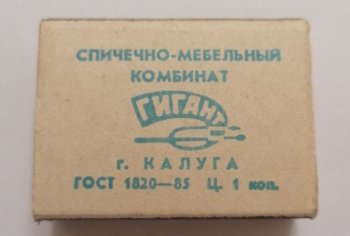 СПИЧЕЧНО-МЕБЕЛЬНЫЙ
КОМБИНАТ
ГИГАНТ
г. КАЛУГА
ГОСТ 1820—85 Ц. 1 коп.